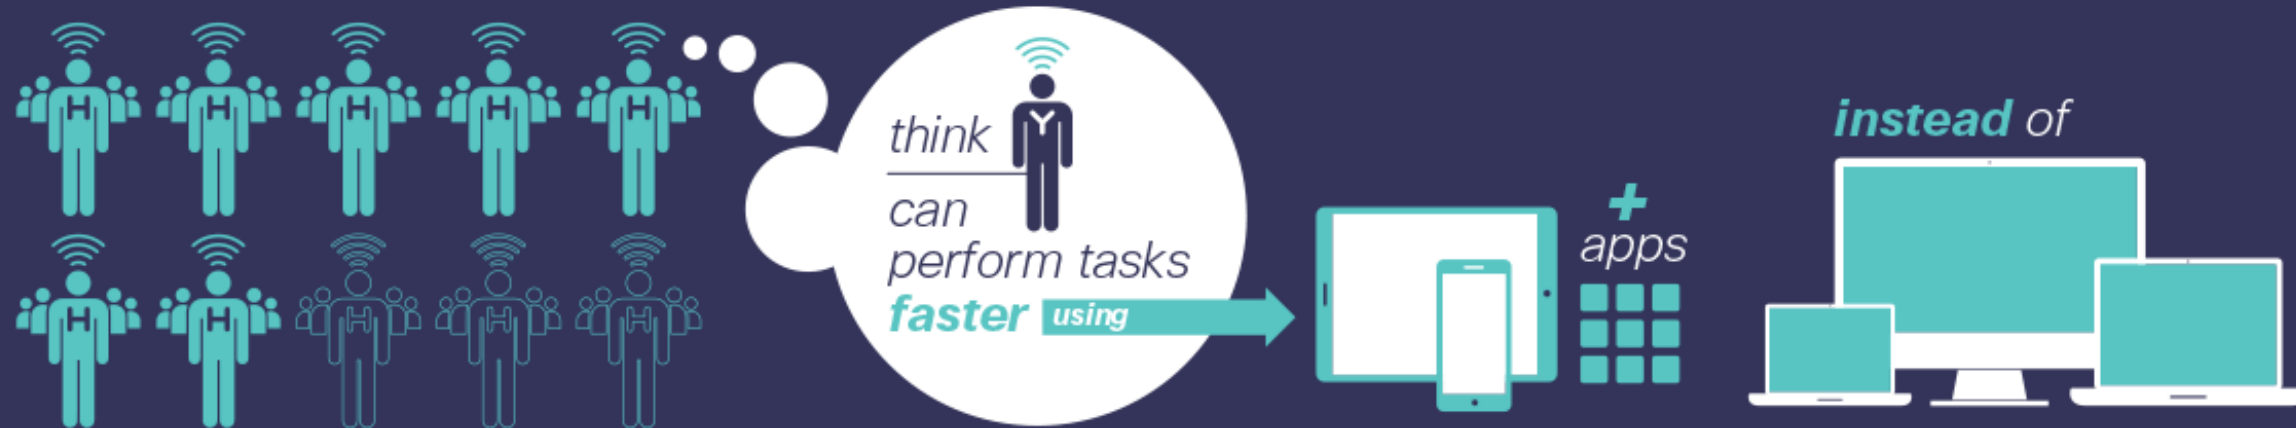 H H H H H
H H H H H
think Y
can
perform tasks
faster using
+
apps
instead of